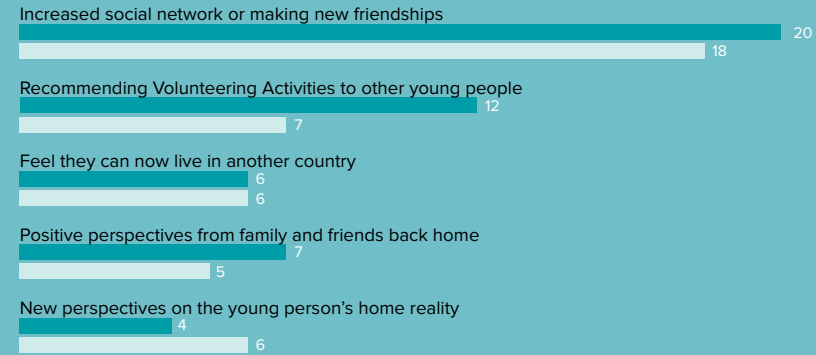 Increased social network or making new friendships
20
18
Recommending Volunteering Activities to other young people
12
7
Feel they can now live in another country
6
6
Positive perspectives from family and friends back home
7
5
New perspectives on the young person’s home reality
4
6